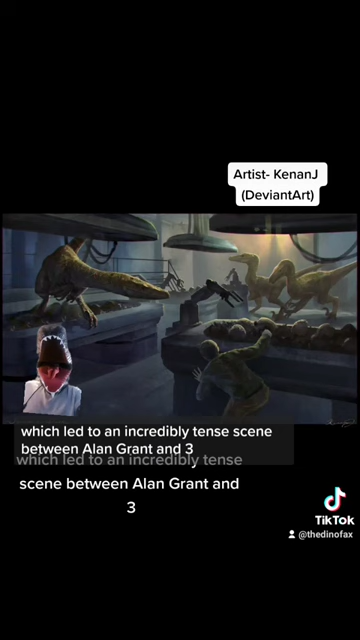 Artist- KenanJ
(DeviantArt)
which led to an incredibly tense scene
between Alan Grant and 3
which led to an incredibly tense
scene between Alan Grant and
3
TikTok
@thedinofax